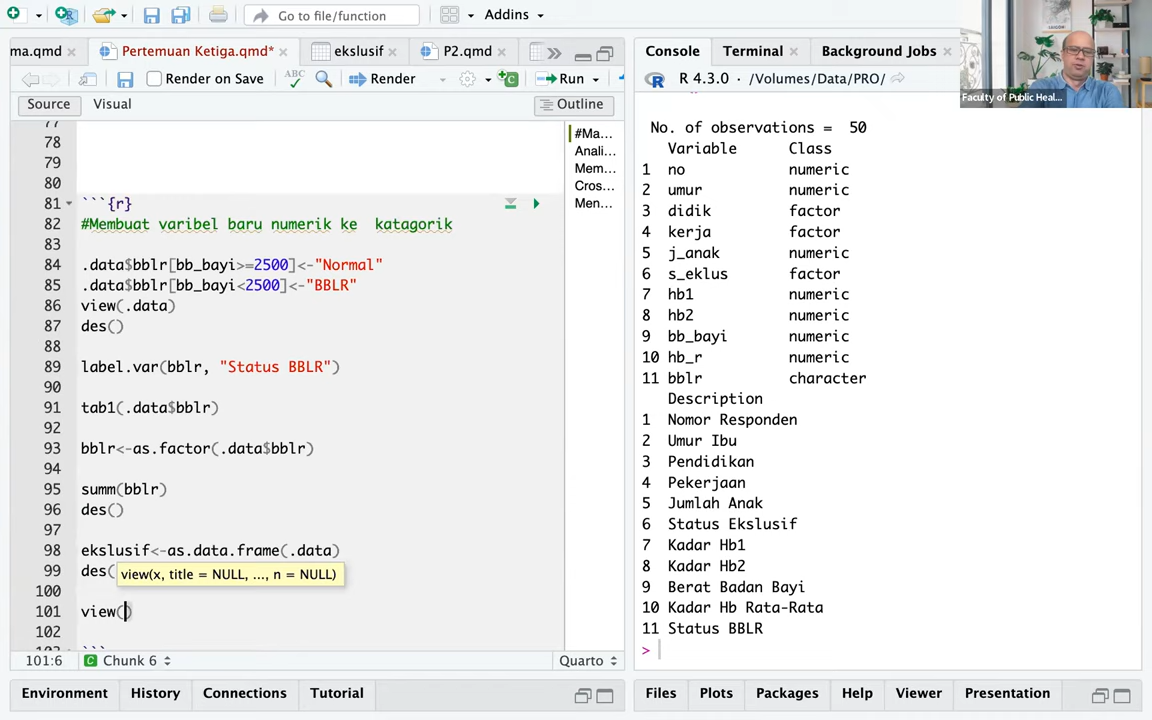 Go to file/function
Addins
ma.qmd
Pertemuan Ketiga.qmd*
ekslusif
P2.qmd
Render on Save
ABC
Render
Run
Source
Visual
Outline
77
78
79
80
81 ```{r}
82 #Membuat varibel baru numerik ke  katagorik
83
84 .data$bblr[bb_bayi>=2500]<-"Normal"
85 .data$bblr[bb_bayi<2500]<-"BBLR"
86 view(.data)
87 des()
88
89 label.var(bblr, "Status BBLR")
90
91 tab1(.data$bblr)
92
93 bblr<-as.factor(.data$bblr)
94
95 summ(bblr)
96 des()
97
98 ekslusif<-as.data.frame(.data)
99 des(
view(x, title = NULL, ..., n = NULL)
100
101 view()
102
```
#Ma...
Anali...
Mem...
Cros...
Men...
101:6
Chunk 6
Quarto
Environment
History
Connections
Tutorial
Console
Terminal
Background Jobs
R 4.3.0 · /Volumes/Data/PRO/
Faculty of Public Heal...
No. of observations =  50
Variable Class
1 no numeric
2 umur numeric
3 didik factor
4 kerja factor
5 j_anak numeric
6 s_eklus factor
7 hb1 numeric
8 hb2 numeric
9 bb_bayi numeric
10 hb_r numeric
11 bblr character
Description
1 Nomor Responden
2 Umur Ibu
3 Pendidikan
4 Pekerjaan
5 Jumlah Anak
6 Status Ekslusif
7 Kadar Hb1
8 Kadar Hb2
9 Berat Badan Bayi
10 Kadar Hb Rata-Rata
11 Status BBLR
>
Files
Plots
Packages
Help
Viewer
Presentation